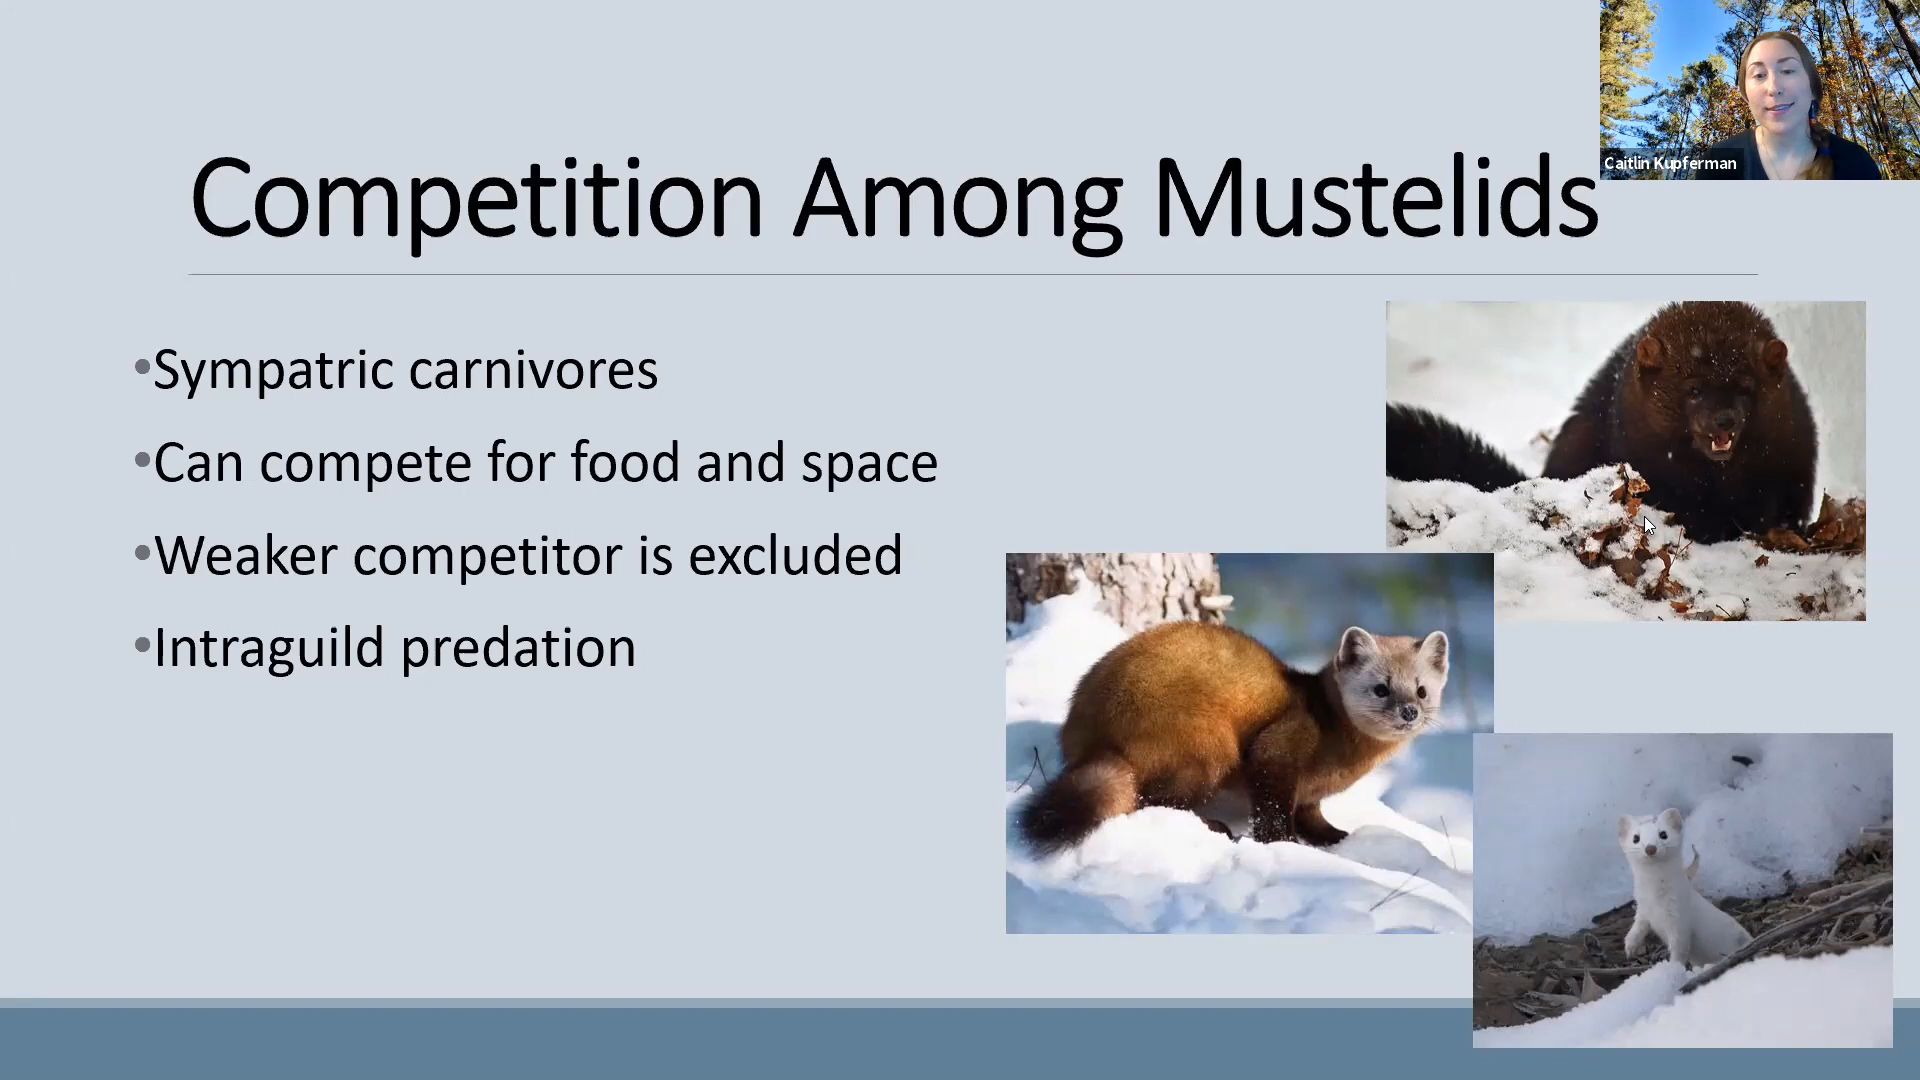 Caitlin Kupferman
Competition Among Mustelids
•Sympatric carnivores
•Can compete for food and space
•Weaker competitor is excluded
•Intraguild predation